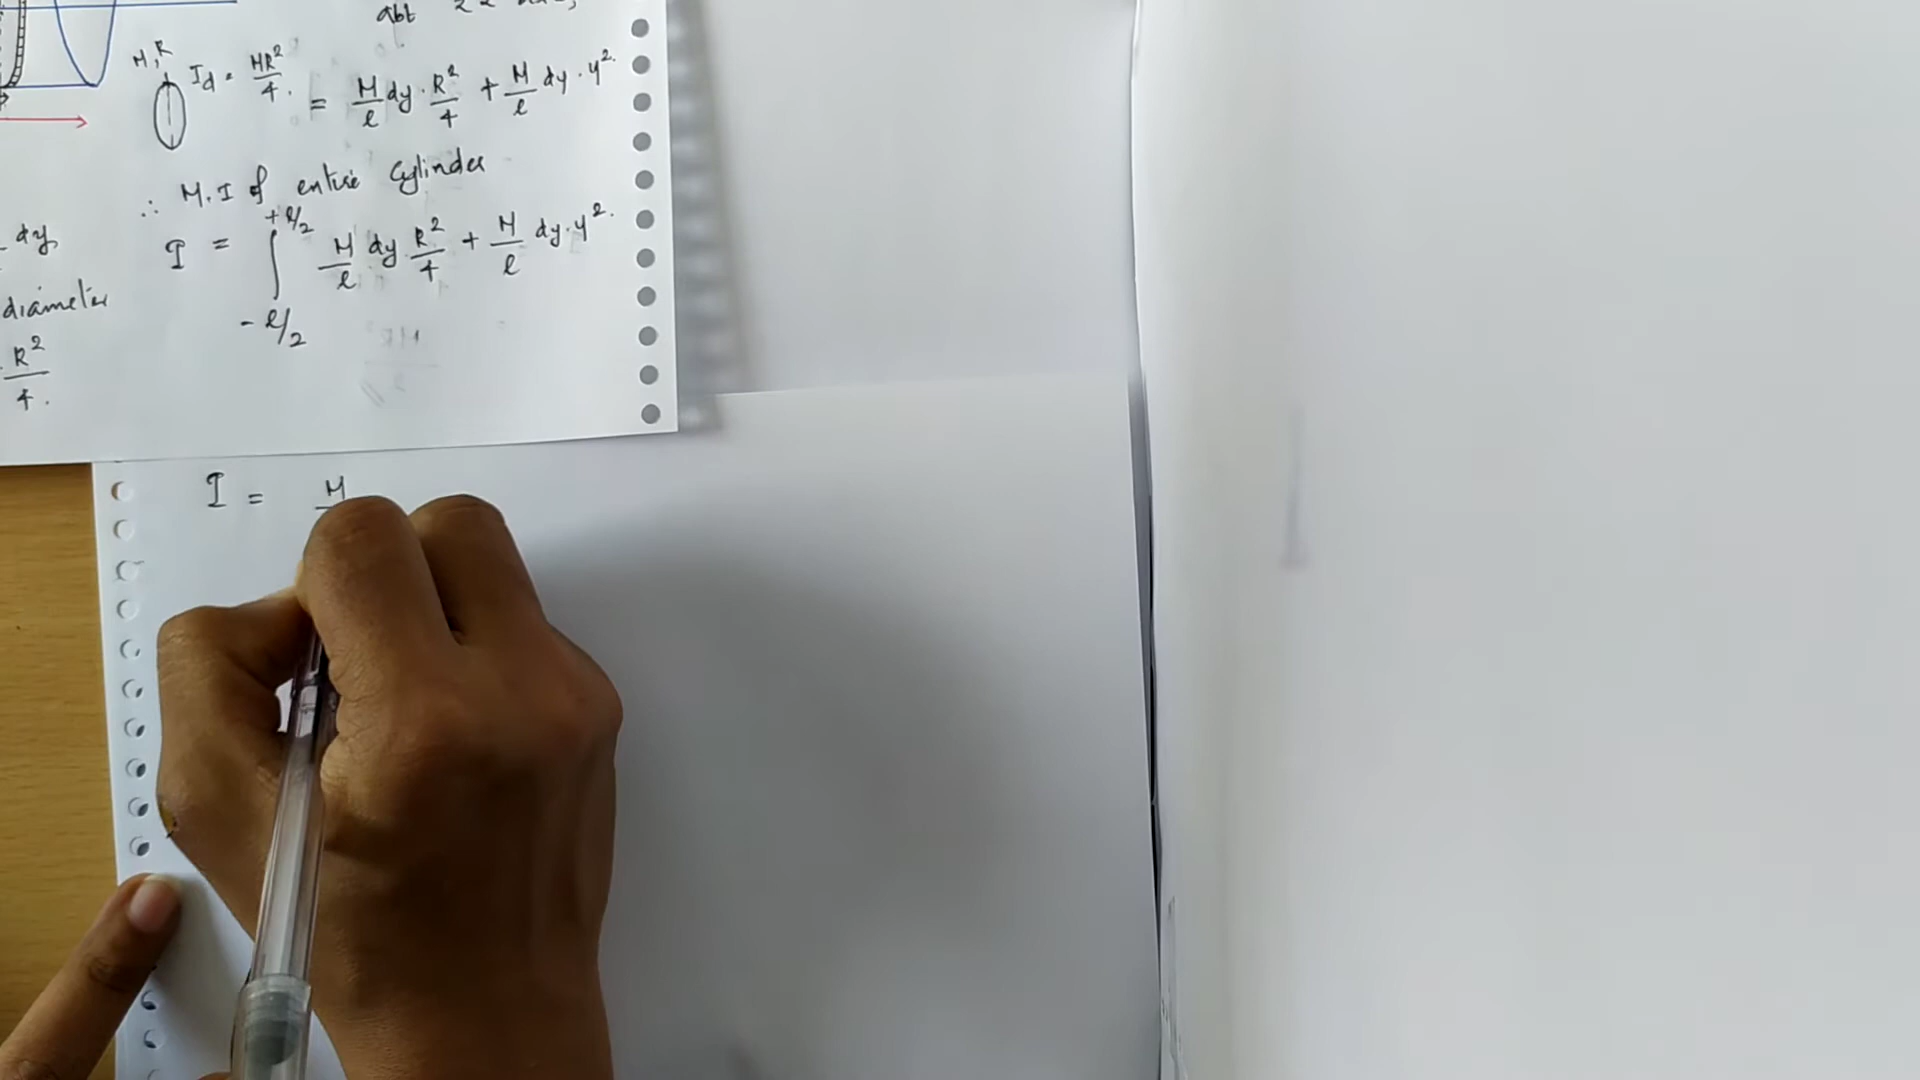 abt
M, R
I_d = MR²/4 . = M/l dy . R²/4 + M/l dy . y².
∴ M.I of entire Cylinder
I = ∫_{-l/2}^{+l/2} M/l dy . R²/4 + M/l dy . y².
dy,
diameter
R²/4 .
I = M